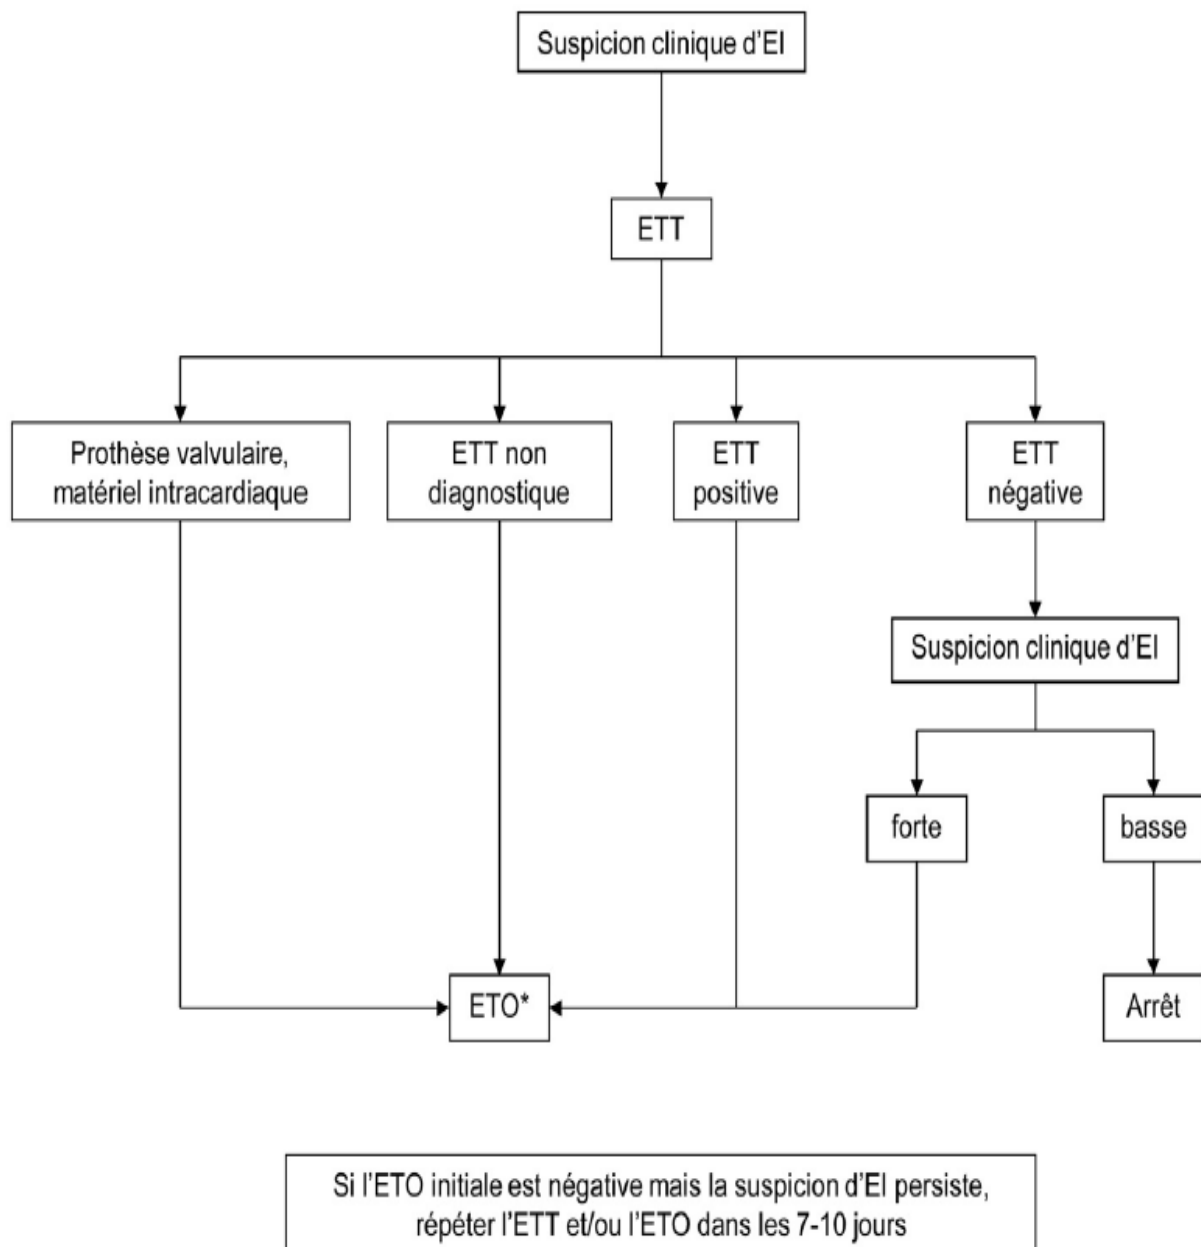 Suspicion clinique d’EI
ETT
Prothèse valvulaire,
matériel intracardiaque
ETT non
diagnostique
ETT
positive
ETT
négative
Suspicion clinique d’EI
forte
basse
ETO*
Arrêt
Si l’ETO initiale est négative mais la suspicion d’EI persiste,
répéter l’ETT et/ou l’ETO dans les 7-10 jours